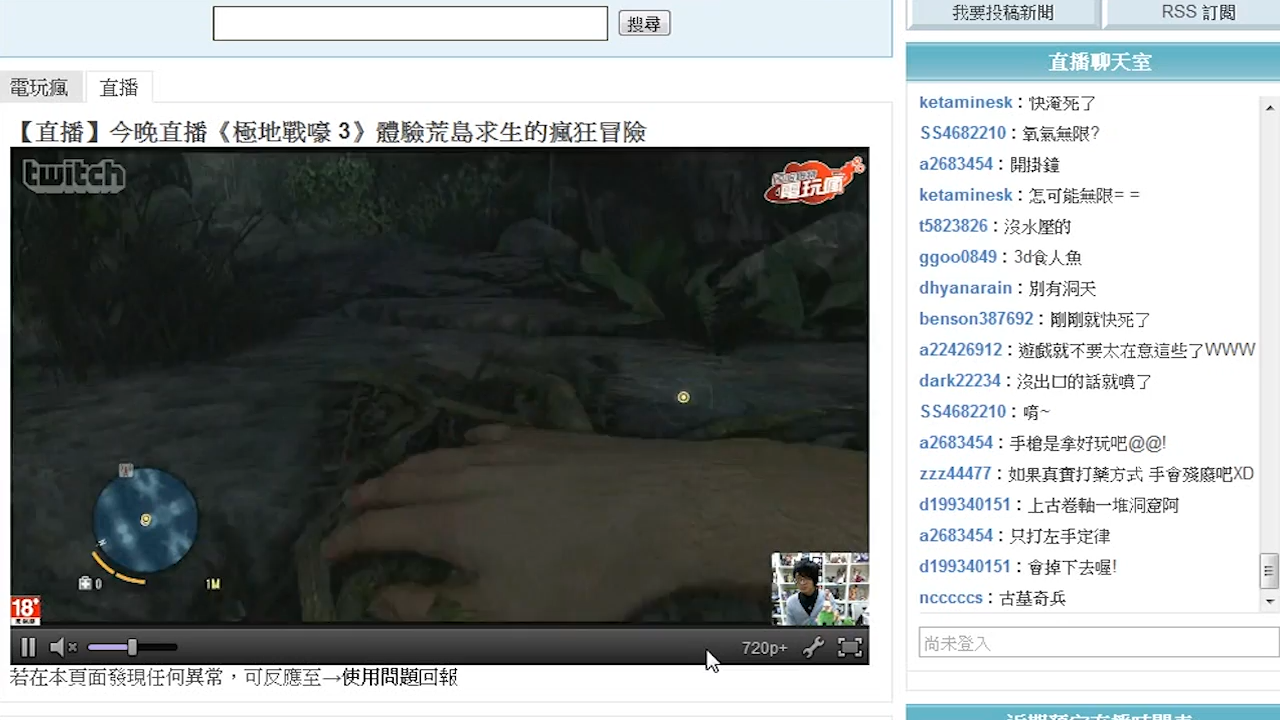 搜尋
我要投稿新聞
RSS 訂閱
電玩瘋
直播
【直播】今晚直播《極地戰嚎 3》體驗荒島求生的瘋狂冒險
twitch
電玩瘋
0
1M
18+
720p+
若在本頁面發現任何異常，可反應至→使用問題回報
直播聊天室
ketaminesk：快淹死了
SS4682210：氧氣無限?
a2683454：開掛鐘
ketaminesk：怎可能無限= =
t5823826：沒水壓的
ggoo0849：3d食人魚
dhyanarain：別有洞天
benson387692：剛剛就快死了
a22426912：遊戲就不要太在意這些了WWW
dark22234：沒出口的話就噴了
SS4682210：唷~
a2683454：手槍是拿好玩吧@@!
zzz44477：如果真實打藥方式 手會殘廢吧XD
d199340151：上古卷軸一堆洞窟阿
a2683454：只打左手定律
d199340151：會掉下去喔!
ncccccs：古墓奇兵
尚未登入